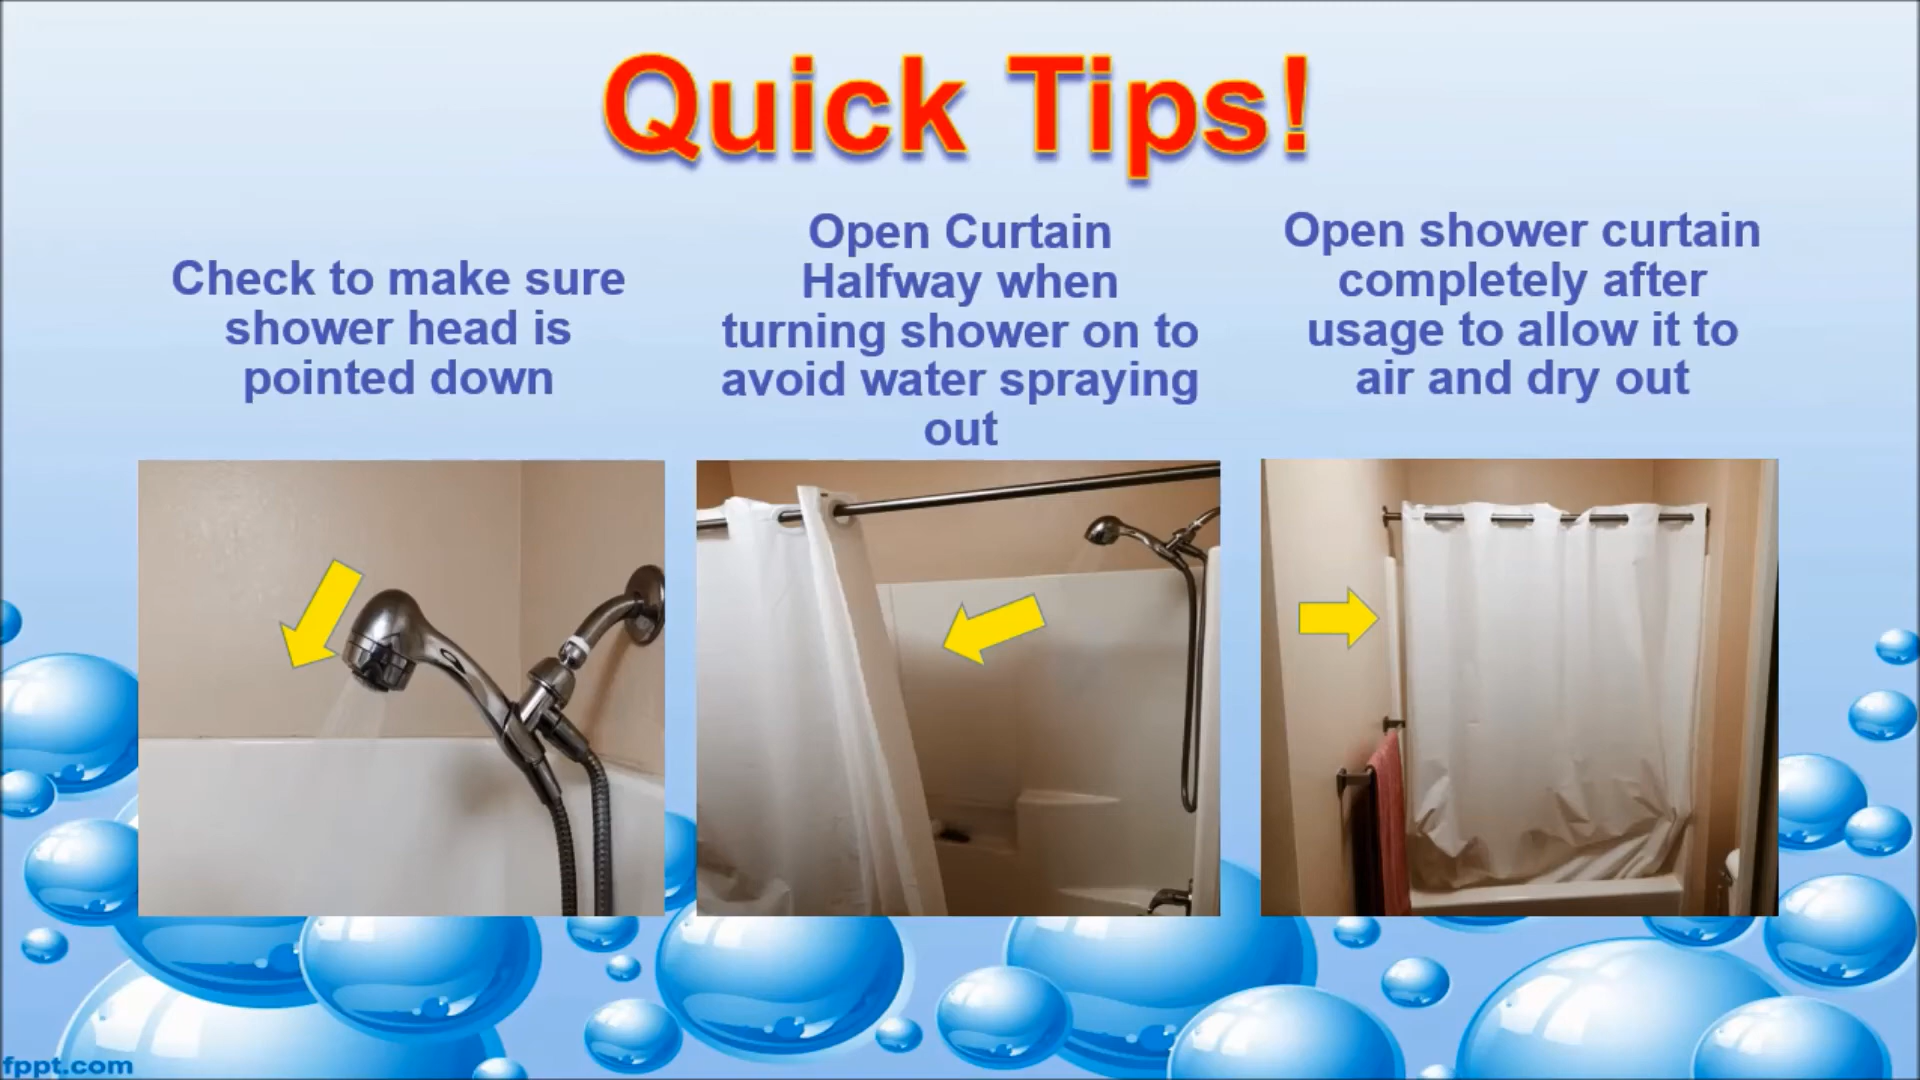 Quick Tips!
Check to make sure
shower head is
pointed down
Open Curtain
Halfway when
turning shower on to
avoid water spraying
out
Open shower curtain
completely after
usage to allow it to
air and dry out
fppt.com